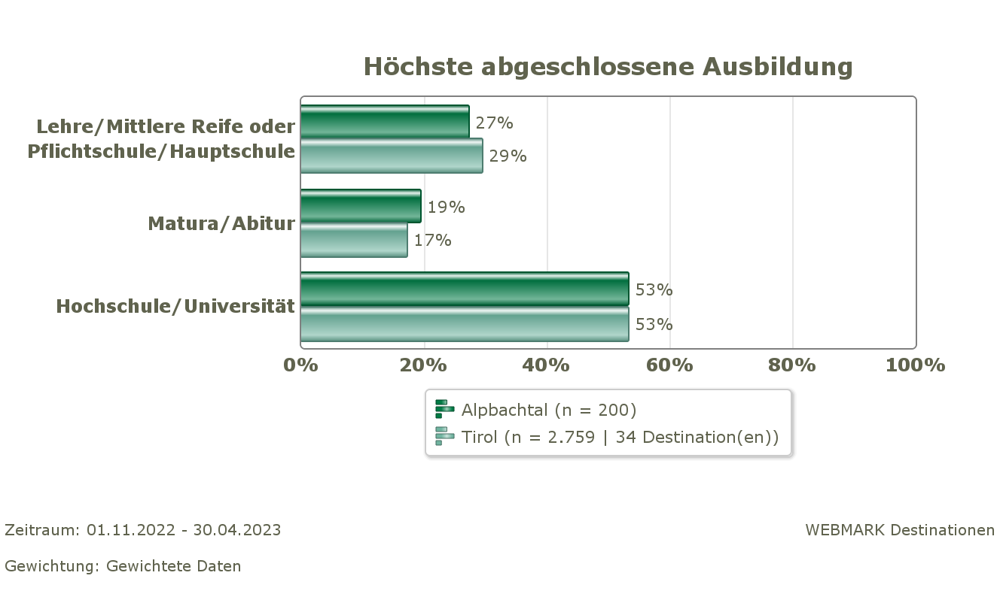 Höchste abgeschlossene Ausbildung
Lehre/Mittlere Reife oder
Pflichtschule/Hauptschule
27%
29%
Matura/Abitur
19%
17%
Hochschule/Universität
53%
53%
0% 20% 40% 60% 80% 100%
Alpbachtal (n = 200)
Tirol (n = 2.759 | 34 Destination(en))
Zeitraum: 01.11.2022 - 30.04.2023
WEBMARK Destinationen
Gewichtung: Gewichtete Daten